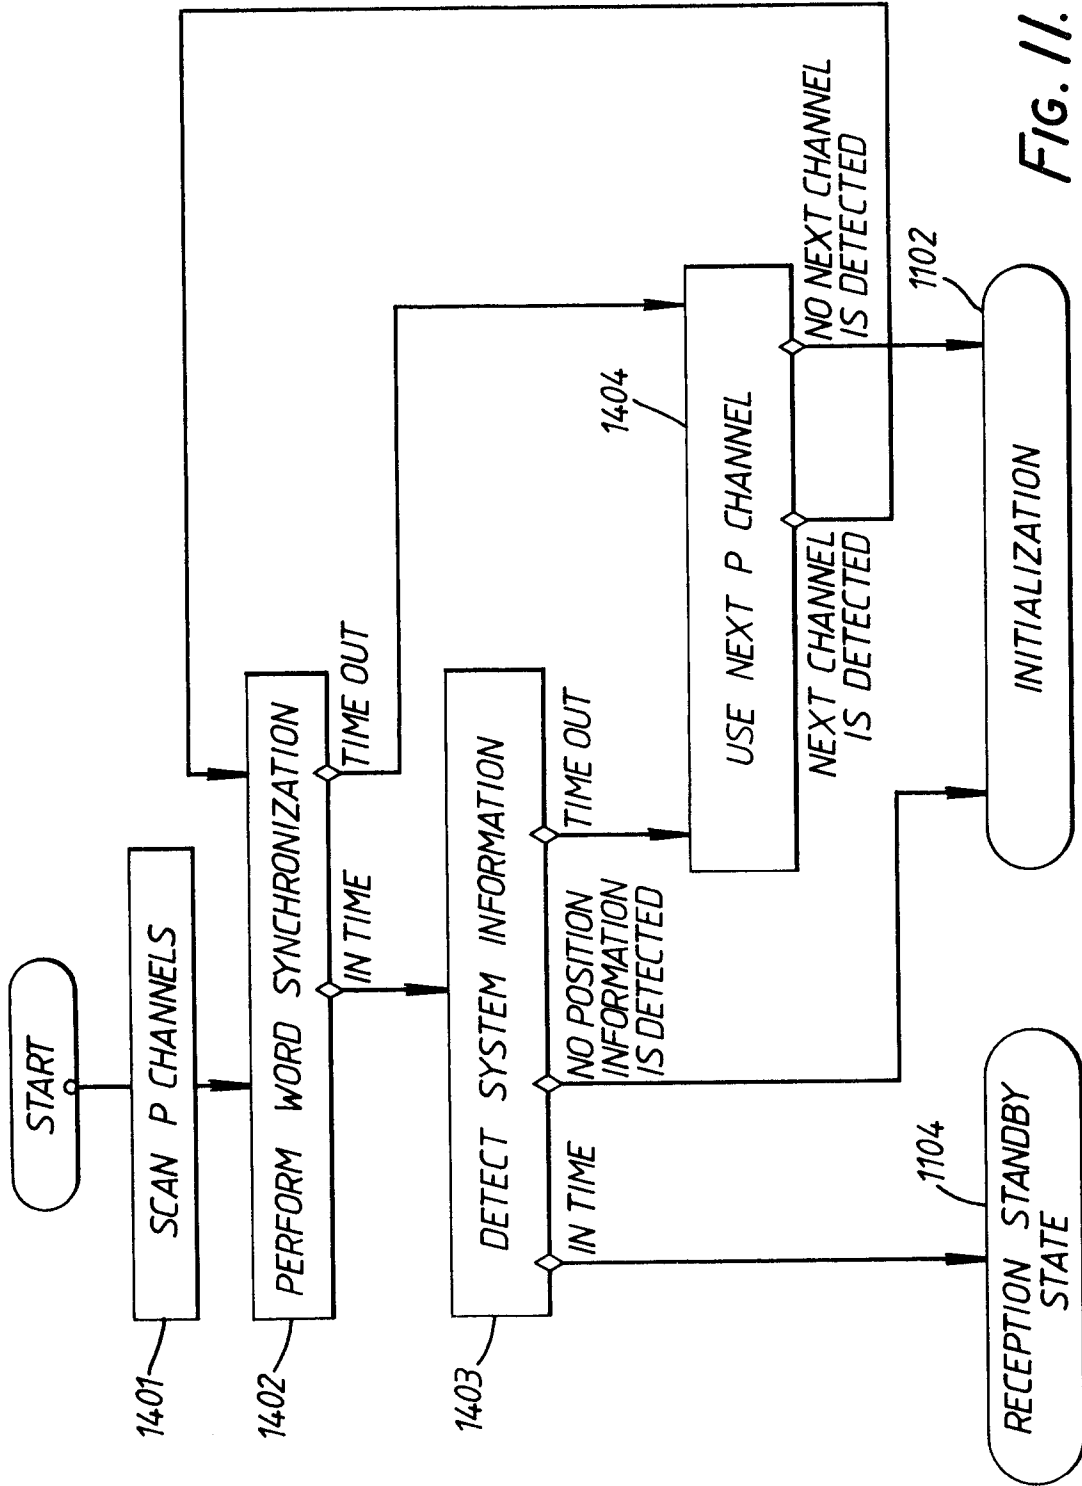 START
SCAN P CHANNELS
1401
PERFORM WORD SYNCHRONIZATION
1402
IN TIME
TIME OUT
DETECT SYSTEM INFORMATION
1403
IN TIME
NO POSITION
INFORMATION
IS DETECTED
TIME OUT
1404
USE NEXT P CHANNEL
NEXT CHANNEL
IS DETECTED
NO NEXT CHANNEL
IS DETECTED
1104
RECEPTION STANDBY
STATE
1102
INITIALIZATION
FIG. 11.